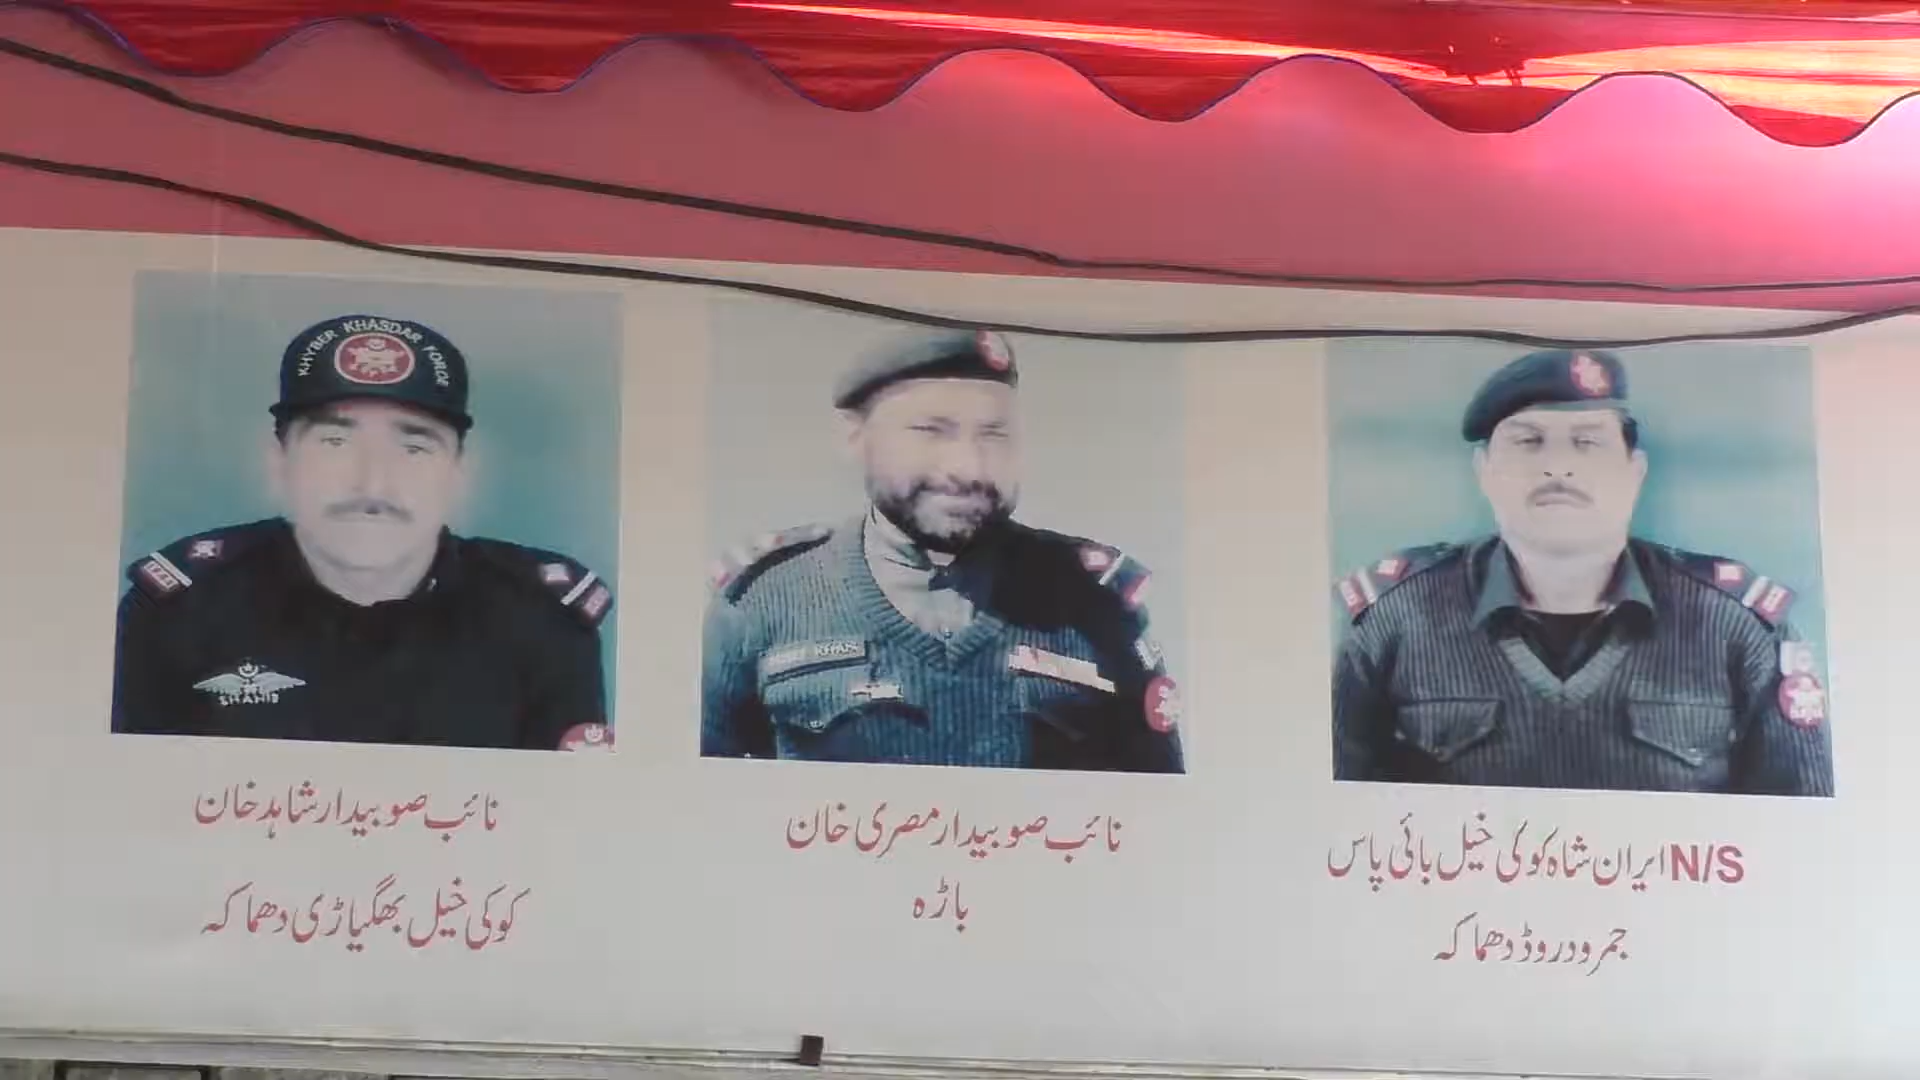 KHYBER KHASDAR FORCE
SHAHID
KHAN
نائب صوبیدار شاہد خان
کوکی خیل بھگیاڑی دھماکہ
نائب صوبیدار مصری خان
باڑہ
N/S ایران شاہ کوکی خیل بائی پاس
جمرود روڈ دھماکہ